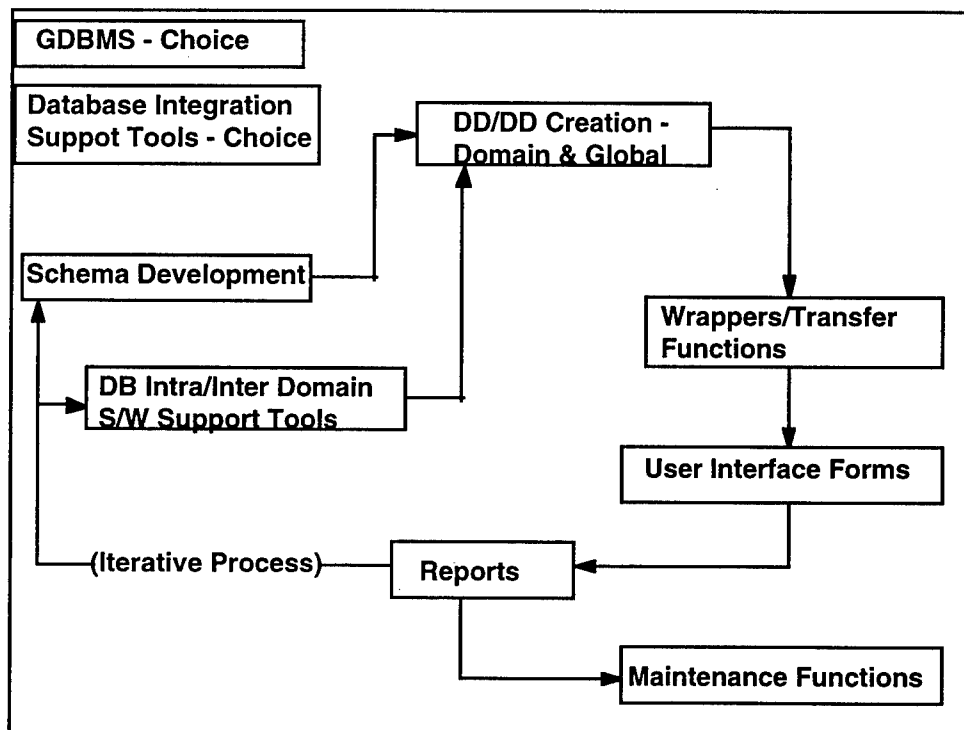 GDBMS - Choice
Database Integration
Suppot Tools - Choice
DD/DD Creation -
Domain & Global
Schema Development
Wrappers/Transfer
Functions
DB Intra/Inter Domain
S/W Support Tools
User Interface Forms
(Iterative Process)
Reports
Maintenance Functions